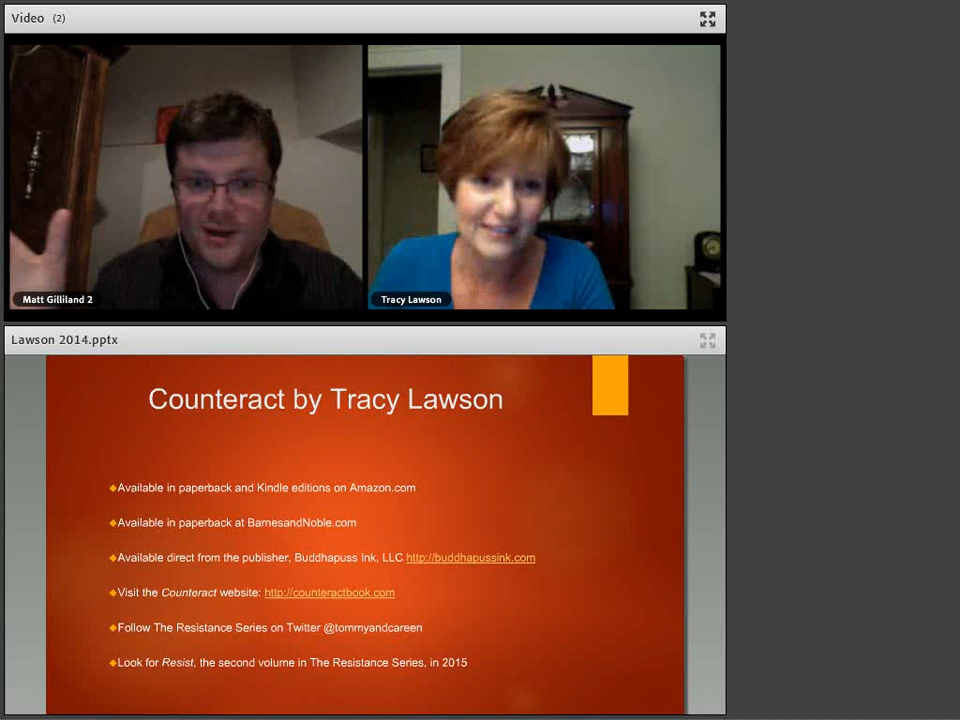 Video (2)
Matt Gilliland 2
Tracy Lawson
Lawson 2014.pptx
Counteract by Tracy Lawson
Available in paperback and Kindle editions on Amazon.com
Available in paperback at BarnesandNoble.com
Available direct from the publisher, Buddhapuss Ink, LLC http://buddhapussink.com
Visit the Counteract website: http://counteractbook.com
Follow The Resistance Series on Twitter @tommyandcareen
Look for Resist, the second volume in The Resistance Series, in 2015